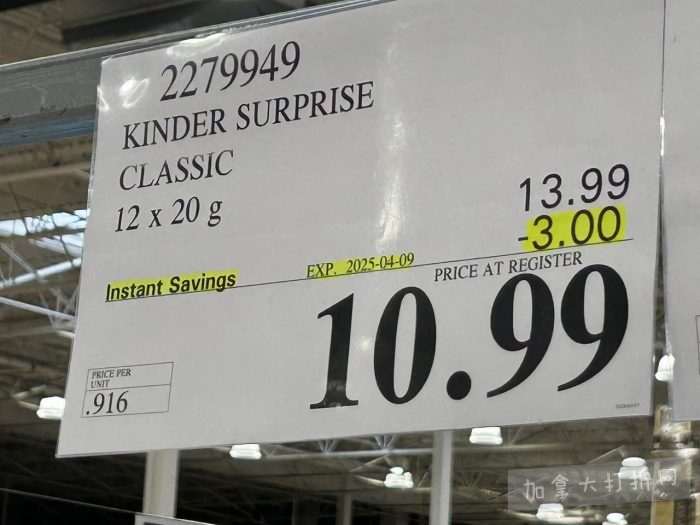 2279949
KINDER SURPRISE
CLASSIC
12 x 20 g
13.99
-3.00
Instant Savings
EXP. 2025-04-09
PRICE AT REGISTER
10.99
PRICE PER
UNIT
.916
加拿大打折网